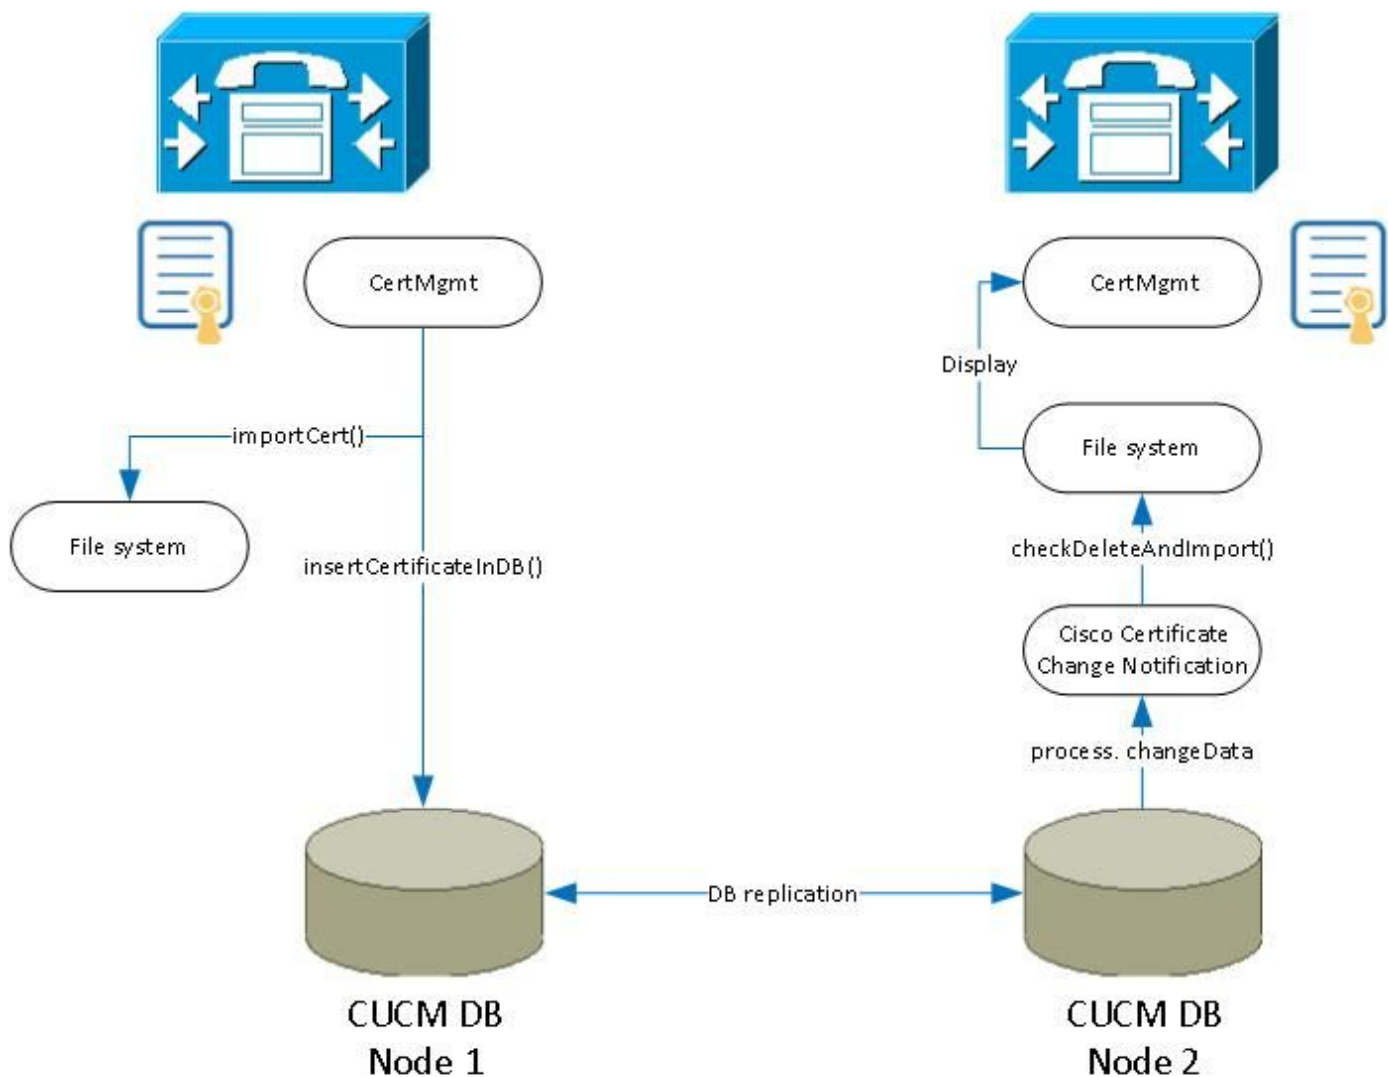 CertMgmt
importCert()
File system
insertCertificateInDB()
CUCM DB
Node 1
DB replication
CertMgmt
Display
File system
checkDeleteAndImport()
Cisco Certificate
Change Notification
process. changeData
CUCM DB
Node 2